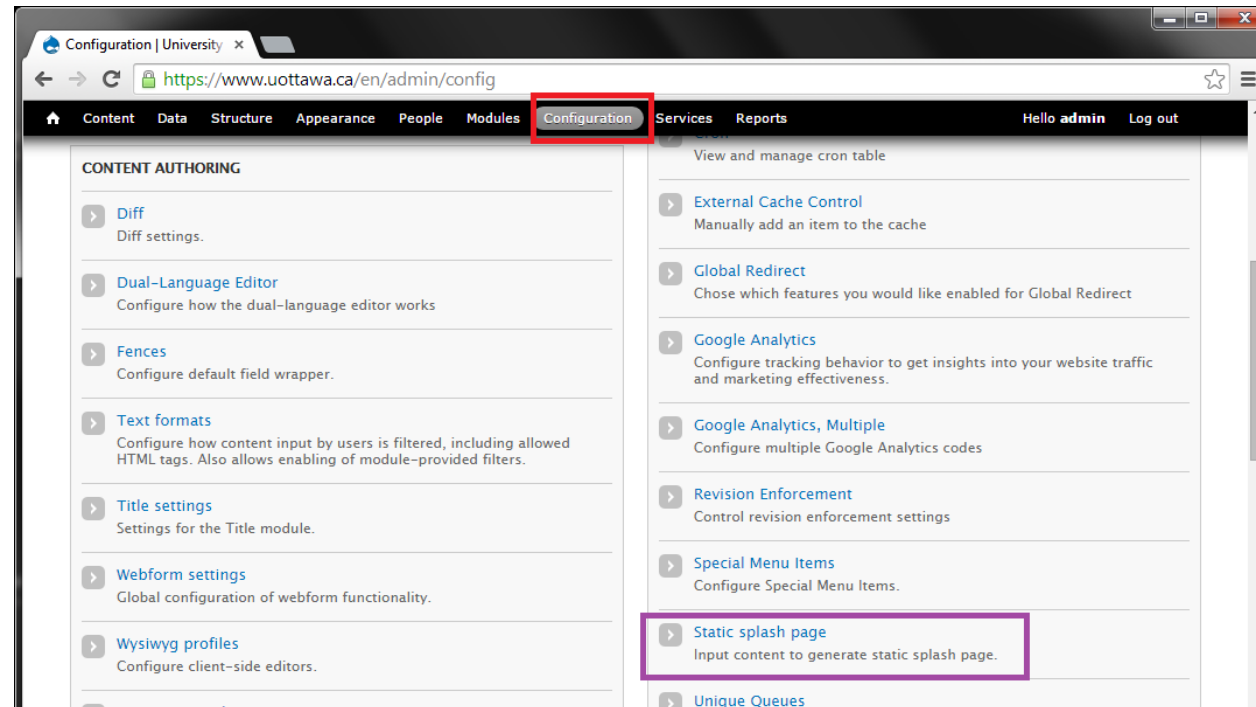 Configuration | University ×
https://www.uottawa.ca/en/admin/config
Content Data Structure Appearance People Modules Configuration Services Reports Hello admin Log out
CONTENT AUTHORING
Diff
Diff settings.
Dual-Language Editor
Configure how the dual-language editor works
Fences
Configure default field wrapper.
Text formats
Configure how content input by users is filtered, including allowed
HTML tags. Also allows enabling of module-provided filters.
Title settings
Settings for the Title module.
Webform settings
Global configuration of webform functionality.
Wysiwyg profiles
Configure client-side editors.
Cron
View and manage cron table
External Cache Control
Manually add an item to the cache
Global Redirect
Chose which features you would like enabled for Global Redirect
Google Analytics
Configure tracking behavior to get insights into your website traffic
and marketing effectiveness.
Google Analytics, Multiple
Configure multiple Google Analytics codes
Revision Enforcement
Control revision enforcement settings
Special Menu Items
Configure Special Menu Items.
Static splash page
Input content to generate static splash page.
Unique Queues